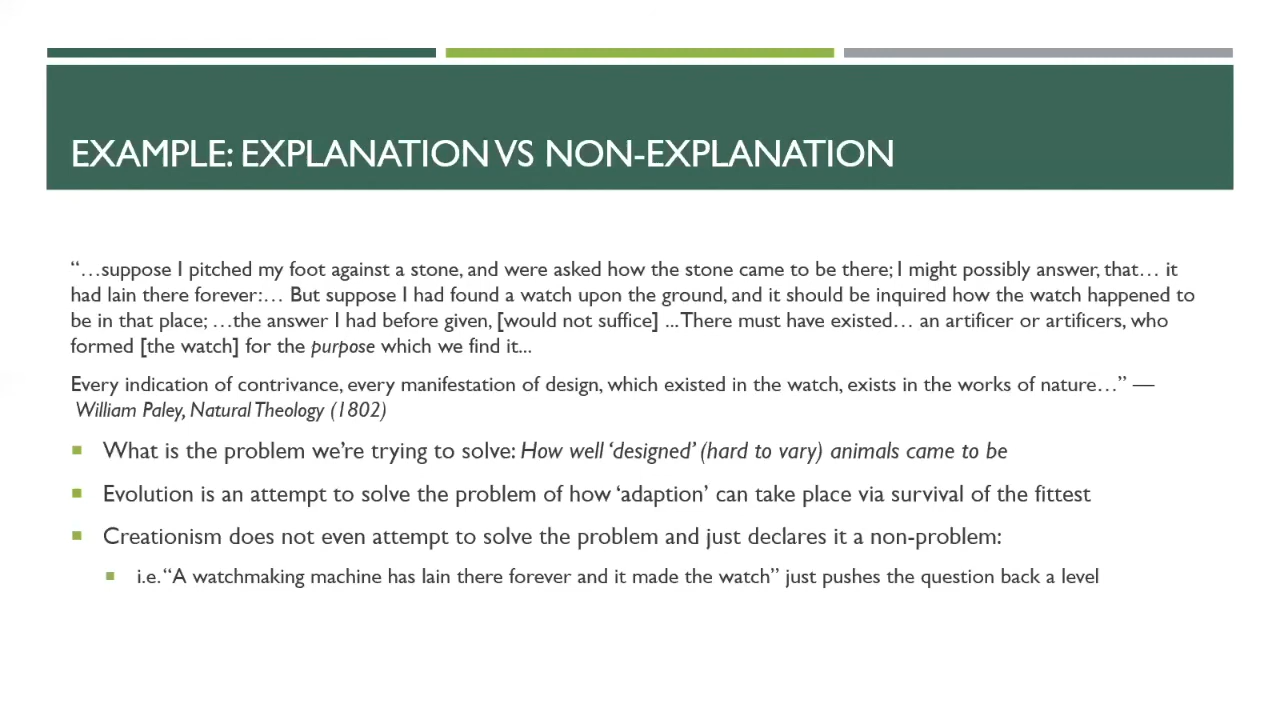 EXAMPLE: EXPLANATION VS NON-EXPLANATION
“…suppose I pitched my foot against a stone, and were asked how the stone came to be there; I might possibly answer, that… it
had lain there forever:… But suppose I had found a watch upon the ground, and it should be inquired how the watch happened to
be in that place; …the answer I had before given, [would not suffice] ...There must have existed… an artificer or artificers, who
formed [the watch] for the purpose which we find it...
Every indication of contrivance, every manifestation of design, which existed in the watch, exists in the works of nature…” —
William Paley, Natural Theology (1802)
What is the problem we’re trying to solve: How well ‘designed’ (hard to vary) animals came to be
Evolution is an attempt to solve the problem of how ‘adaption’ can take place via survival of the fittest
Creationism does not even attempt to solve the problem and just declares it a non-problem:
i.e. “A watchmaking machine has lain there forever and it made the watch” just pushes the question back a level